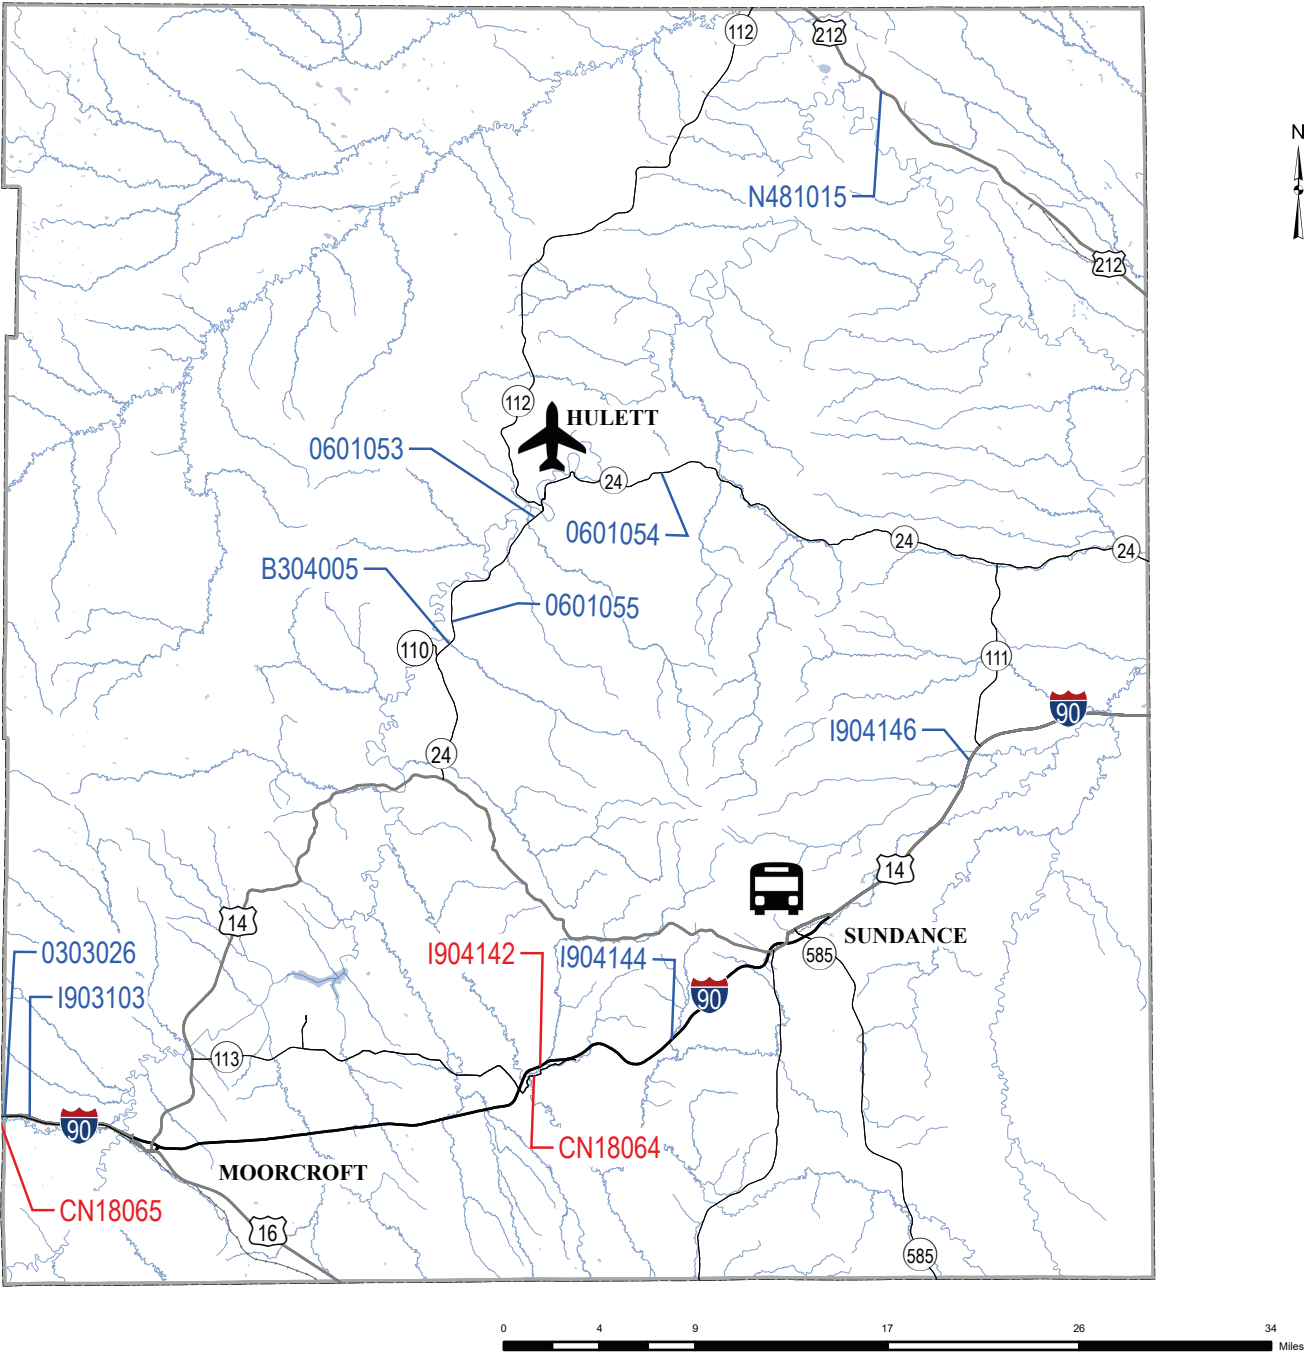 112
212
N
N481015
212
112
HULETT
0601053
24
0601054
24
24
B304005
0601055
110
111
90
I904146
24
14
14
0303026
I904142
I904144
SUNDANCE
585
I903103
90
113
90
CN18064
MOORCROFT
CN18065
16
585
0 4 9 17 26 34
Miles